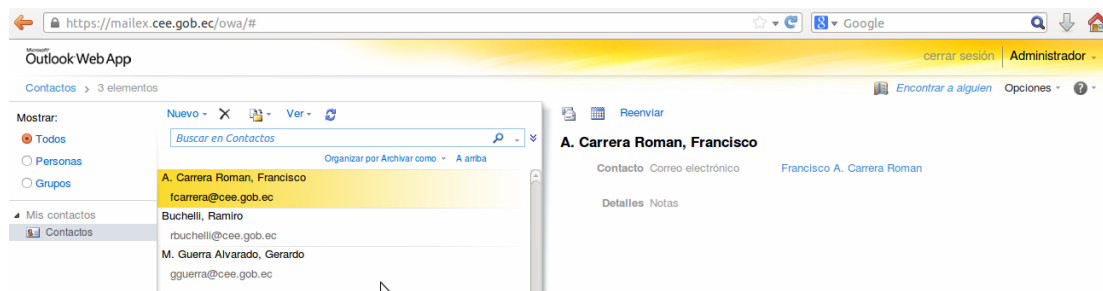 https://mailex.cee.gob.ec/owa/#
Google
Microsoft
Outlook Web App
cerrar sesión
Administrador
Contactos > 3 elementos
Encontrar a alguien
Opciones
Mostrar:
Todos
Personas
Grupos
Mis contactos
Contactos
Nuevo
Ver
Buscar en Contactos
Organizar por Archivar como
A arriba
A. Carrera Roman, Francisco
fcarrera@cee.gob.ec
Buchelli, Ramiro
rbuchelli@cee.gob.ec
M. Guerra Alvarado, Gerardo
gguerra@cee.gob.ec
Reenviar
A. Carrera Roman, Francisco
Contacto Correo electrónico Francisco A. Carrera Roman
Detalles Notas